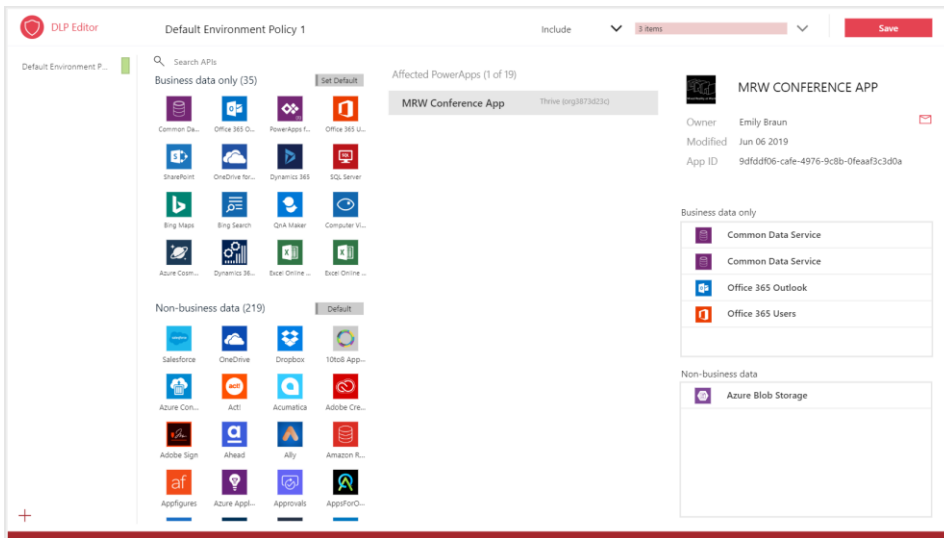 DLP Editor
Default Environment Policy 1
Include
3 items
Save
Default Environment P...
Search APIs
Business data only (35)
Set Default
Common Da...
Office 365 O...
PowerApps f...
Office 365 U...
SharePoint
OneDrive for...
Dynamics 365
SQL Server
Bing Maps
Bing Search
QnA Maker
Computer Vi...
Azure Cosm...
Dynamics 36...
Excel Online ...
Excel Online ...
Non-business data (219)
Default
Salesforce
OneDrive
Dropbox
10to8 App...
Azure Con...
Act!
Acumatica
Adobe Cre...
Adobe Sign
Ahead
Ally
Amazon R...
af
Appfigures
Azure Appl...
Approvals
AppsForO...
Affected PowerApps (1 of 19)
MRW Conference App
Thrive (org3873d23c)
MRW CONFERENCE APP
Owner Emily Braun
Modified Jun 06 2019
App ID 9dfddf06-cafe-4976-9c8b-0feaaf3c3d0a
Business data only
Common Data Service
Common Data Service
Office 365 Outlook
Office 365 Users
Non-business data
Azure Blob Storage